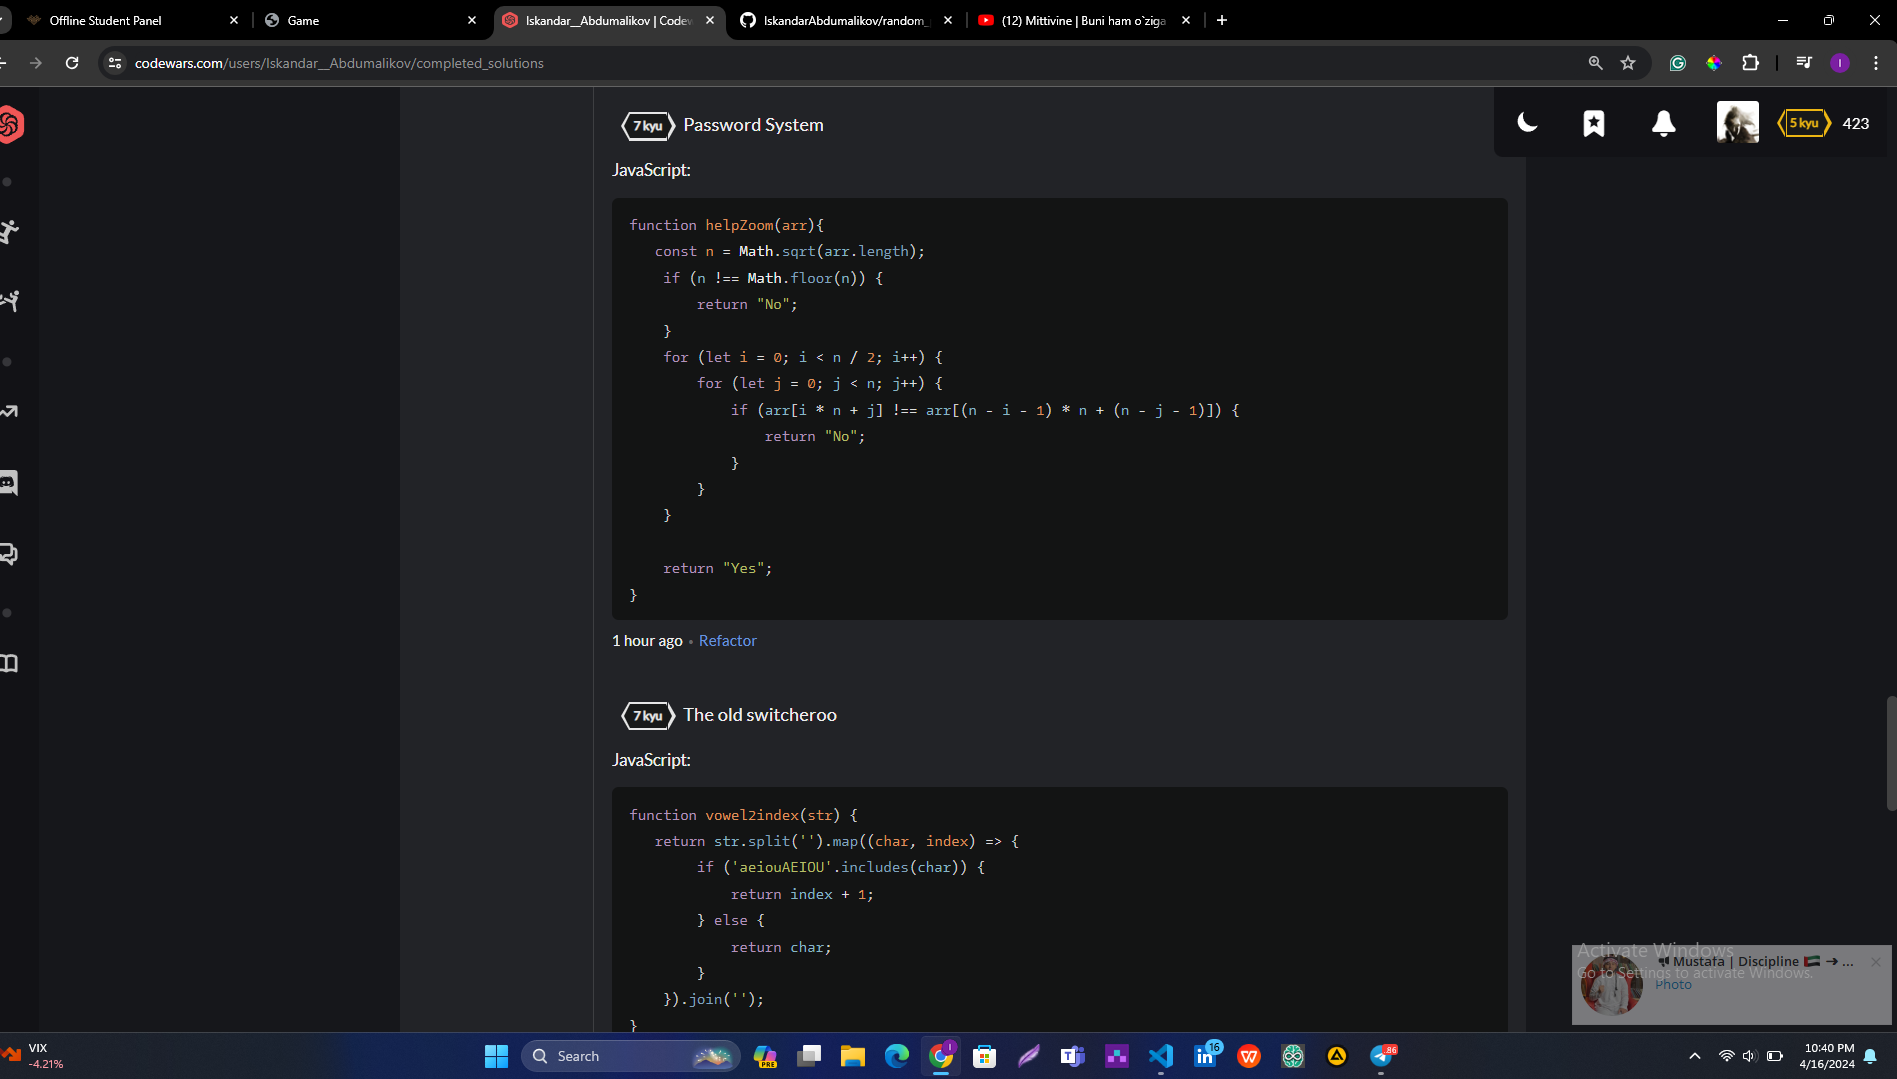 Offline Student Panel
Game
Iskandar__Abdumalikov | Codew
IskandarAbdumalikov/random_
(12) Mittivine | Buni ham o`ziga
codewars.com/users/Iskandar__Abdumalikov/completed_solutions
I
7 kyu Password System
5 kyu 423
JavaScript:
function helpZoom(arr){
const n = Math.sqrt(arr.length);
if (n !== Math.floor(n)) {
return "No";
}
for (let i = 0; i < n / 2; i++) {
for (let j = 0; j < n; j++) {
if (arr[i * n + j] !== arr[(n - i - 1) * n + (n - j - 1)]) {
return "No";
}
}
}
return "Yes";
}
1 hour ago • Refactor
7 kyu The old switcheroo
JavaScript:
function vowel2index(str) {
return str.split('').map((char, index) => {
if ('aeiouAEIOU'.includes(char)) {
return index + 1;
} else {
return char;
}
}).join('');
}
Activate Windows
Go to Settings to activate Windows.
Mustafa | Discipline 🇦🇪 → ...
Photo
VIX
-4.21%
Search
PRE
16
86
10:40 PM
4/16/2024